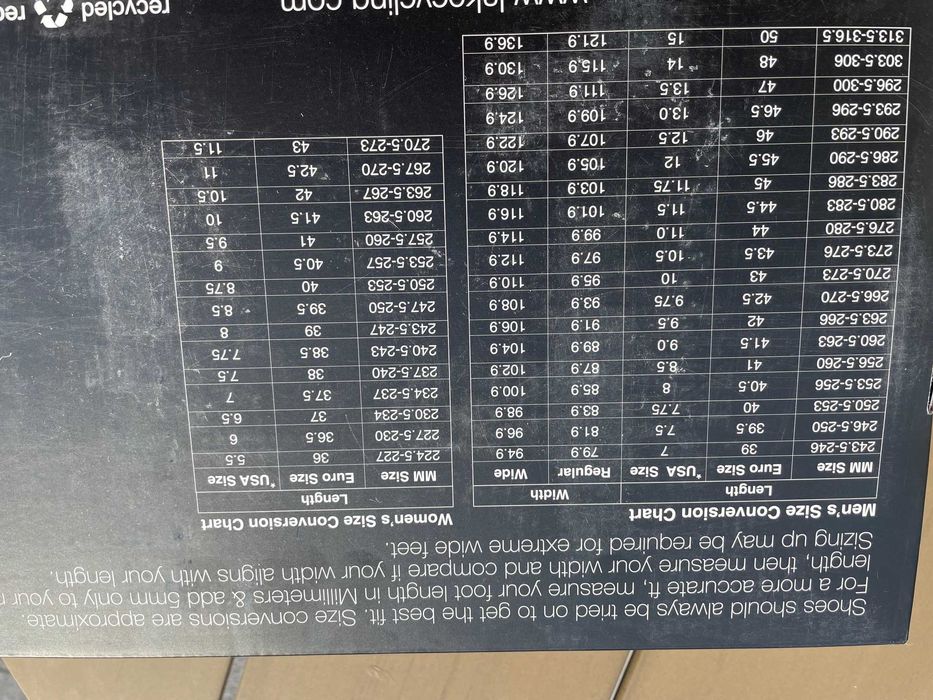 Shoes should always be tried on to get the best fit. Size conversions are approximate.
For a more accurate fit, measure your foot length in Millimeters & add 5mm only to your
length, then measure your width and compare if your width aligns with your length.
Sizing up may be required for extreme wide feet.
Men's Size Conversion Chart
Length Width
MM Size Euro Size *USA Size Regular Wide
243.5-246 39 7 79.9 94.9
246.5-250 39.5 7.5 81.9 96.9
250.5-253 40 7.75 83.9 98.9
253.5-256 40.5 8 85.9 100.9
256.5-260 41 8.5 87.9 102.9
260.5-263 41.5 9.0 89.9 104.9
263.5-266 42 9.5 91.9 106.9
266.5-270 42.5 9.75 93.9 108.9
270.5-273 43 10 95.9 110.9
273.5-276 43.5 10.5 97.9 112.9
276.5-280 44 11.0 99.9 114.9
280.5-283 44.5 11.5 101.9 116.9
283.5-286 45 11.75 103.9 118.9
286.5-290 45.5 12 105.9 120.9
290.5-293 46 12.5 107.9 122.9
293.5-296 46.5 13.0 109.9 124.9
296.5-300 47 13.5 111.9 126.9
303.5-306 48 14 115.9 130.9
313.5-316.5 50 15 121.9 136.9
Women's Size Conversion Chart
Length
MM Size Euro Size *USA Size
224.5-227 36 5.5
227.5-230 36.5 6
230.5-234 37 6.5
234.5-237 37.5 7
237.5-240 38 7.5
240.5-243 38.5 7.75
243.5-247 39 8
247.5-250 39.5 8.5
250.5-253 40 8.75
253.5-257 40.5 9
257.5-260 41 9.5
260.5-263 41.5 10
263.5-267 42 10.5
267.5-270 42.5 11
270.5-273 43 11.5
www.lakecycling.com
recycled